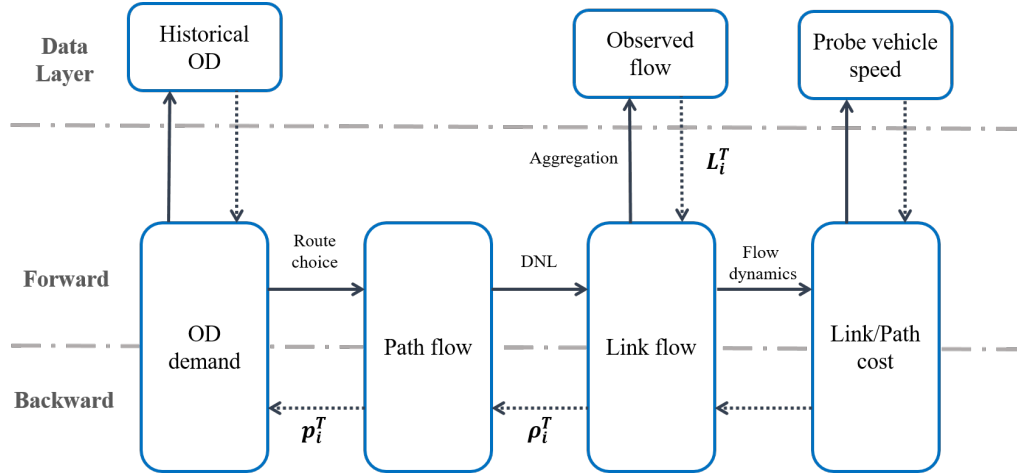 Data
Layer
Historical
OD
Observed
flow
Probe vehicle
speed
Aggregation
L_i^T
Forward
Route
choice
DNL
Flow
dynamics
OD
demand
Path flow
Link flow
Link/Path
cost
Backward
p_i^T
ρ_i^T